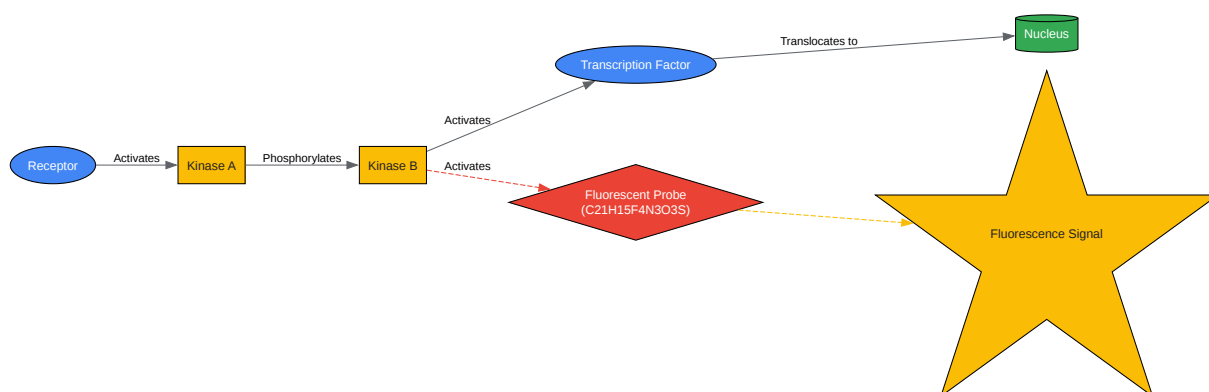 Nucleus
Translocates to
Transcription Factor
Activates
Receptor
Activates
Kinase A
Phosphorylates
Kinase B
Activates
Fluorescent Probe
(C21H15F4N3O3S)
Fluorescence Signal